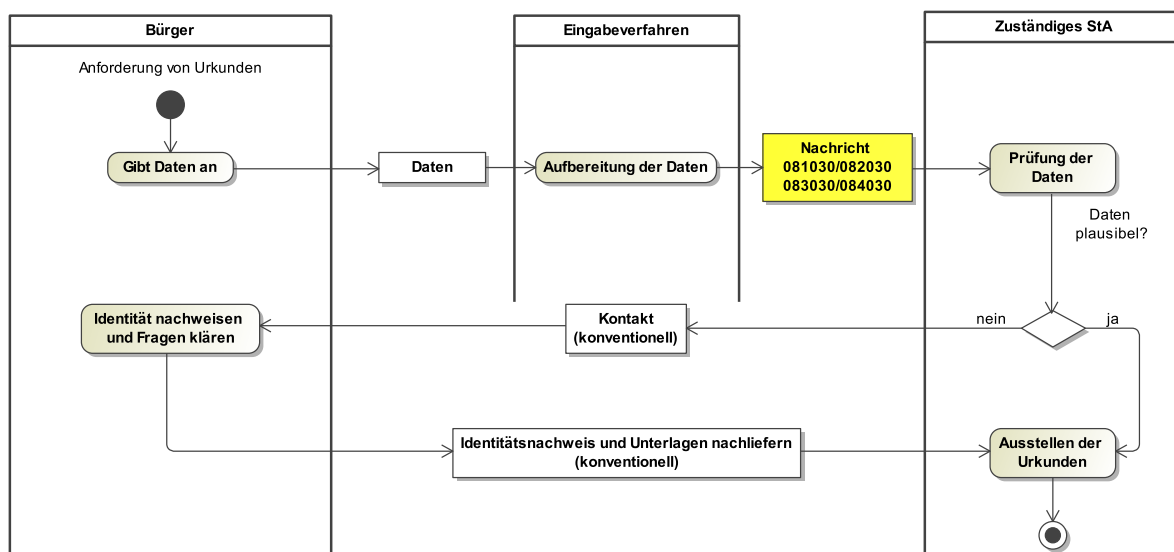 Bürger
Eingabeverfahren
Zuständiges StA
Anforderung von Urkunden
Gibt Daten an
Daten
Aufbereitung der Daten
Nachricht
081030/082030
083030/084030
Prüfung der
Daten
Daten
plausibel?
Identität nachweisen
und Fragen klären
Kontakt
(konventionell)
nein
ja
Identitätsnachweis und Unterlagen nachliefern
(konventionell)
Ausstellen der
Urkunden